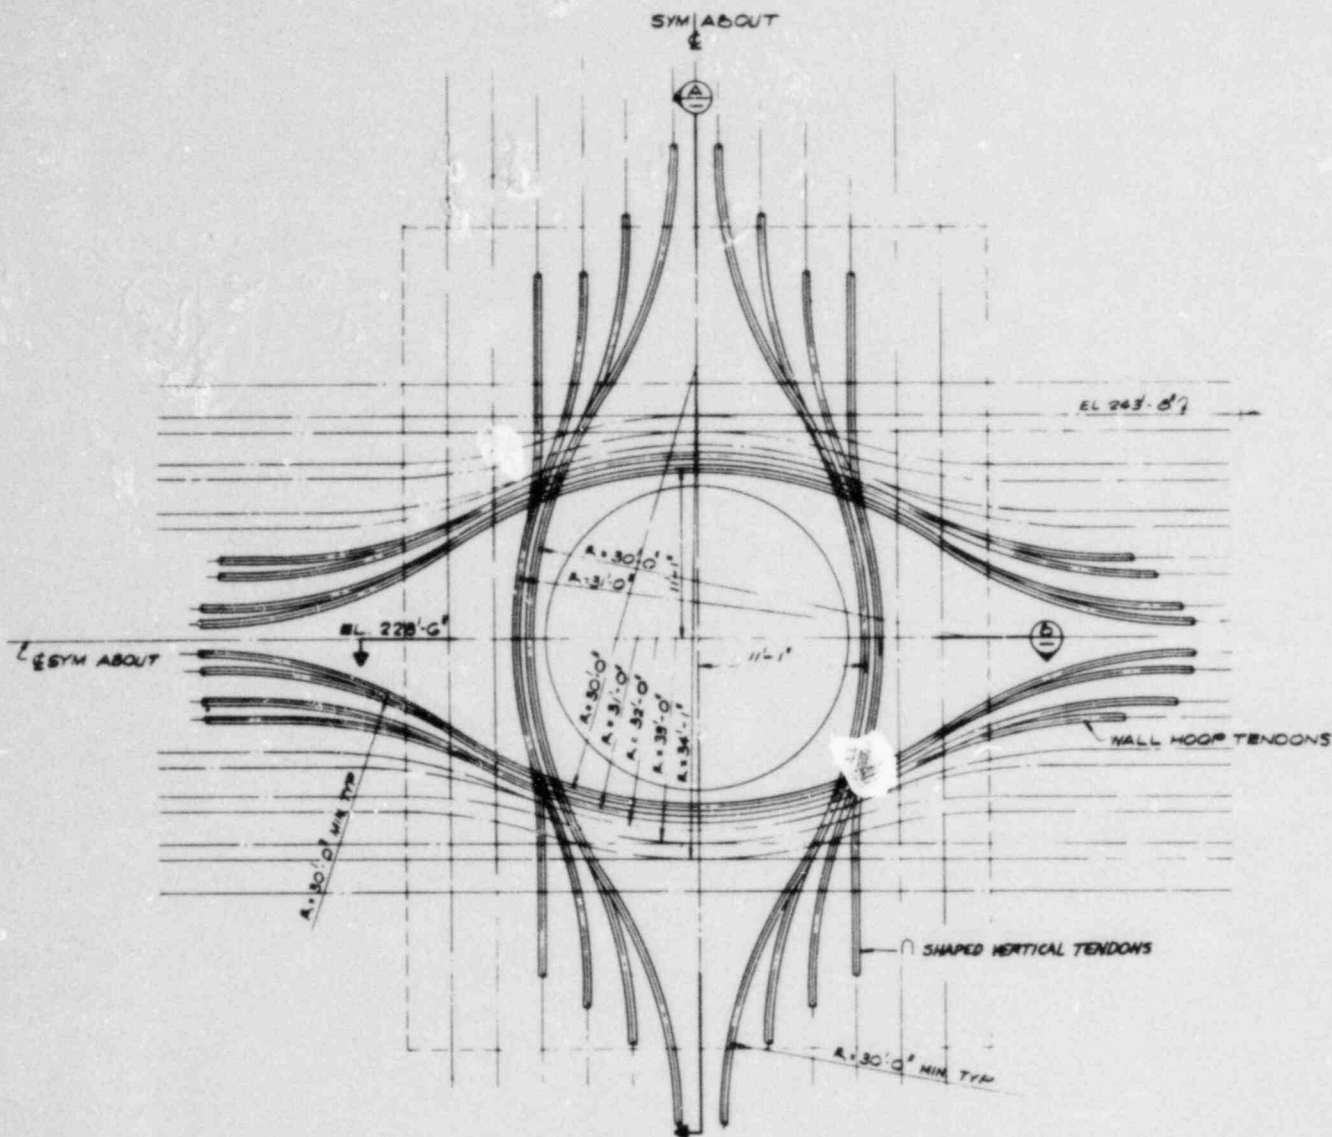 SYM ABOUT
℄
A
EL 243'-8"
R=30'-0"
R=31'-0"
11'-1"
EL. 228'-6"
℄ SYM ABOUT
b
11'-1"
R=30'-0"
R=31'-0"
R=32'-0"
R=33'-0"
R=34'-1"
WALL HOOP TENDONS
R=30'-0" MIN TYP
∩ SHAPED VERTICAL TENDONS
R=30'-0" MIN TYP